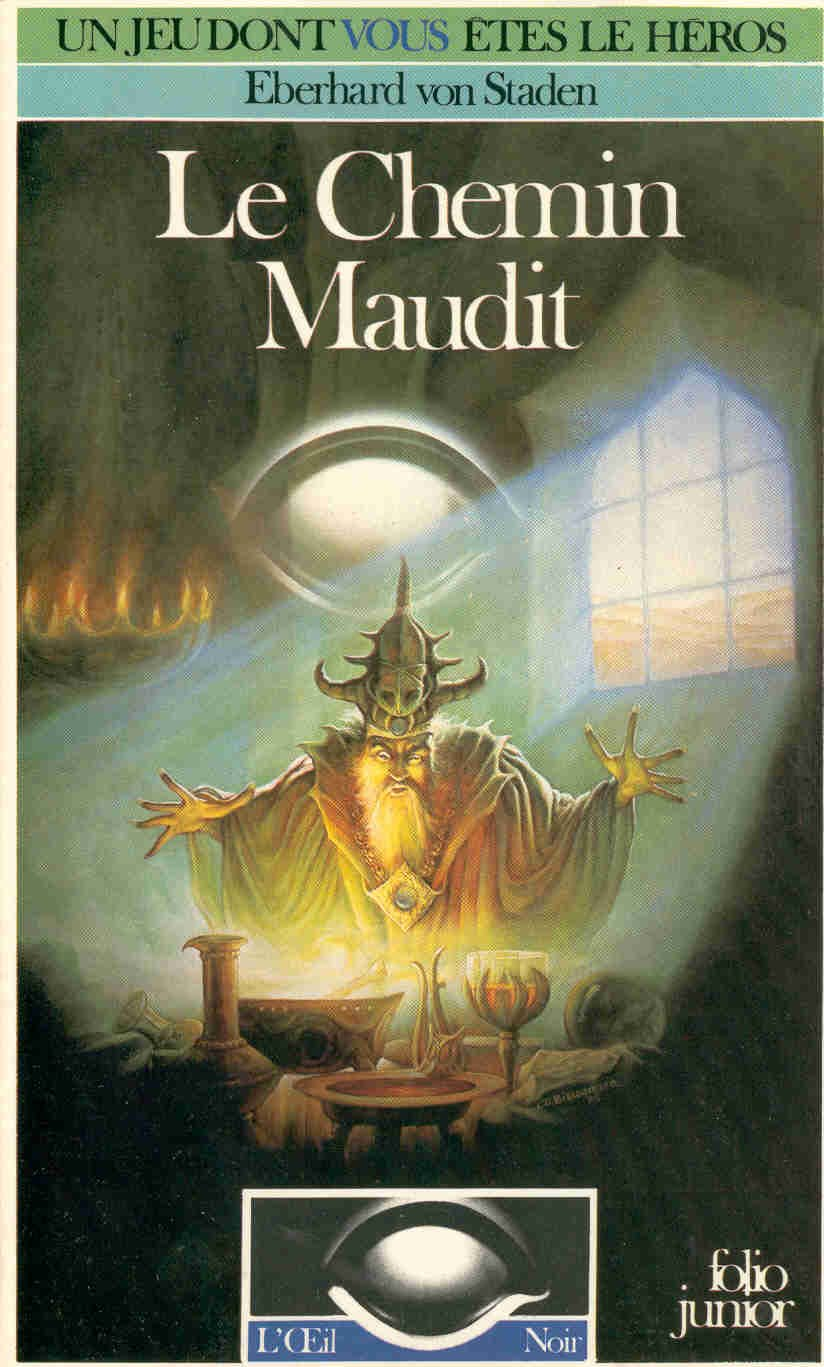 UN JEU DONT VOUS ÊTES LE HÉROS
Eberhard von Staden
Le Chemin
Maudit
L'Œil Noir
folio
junior